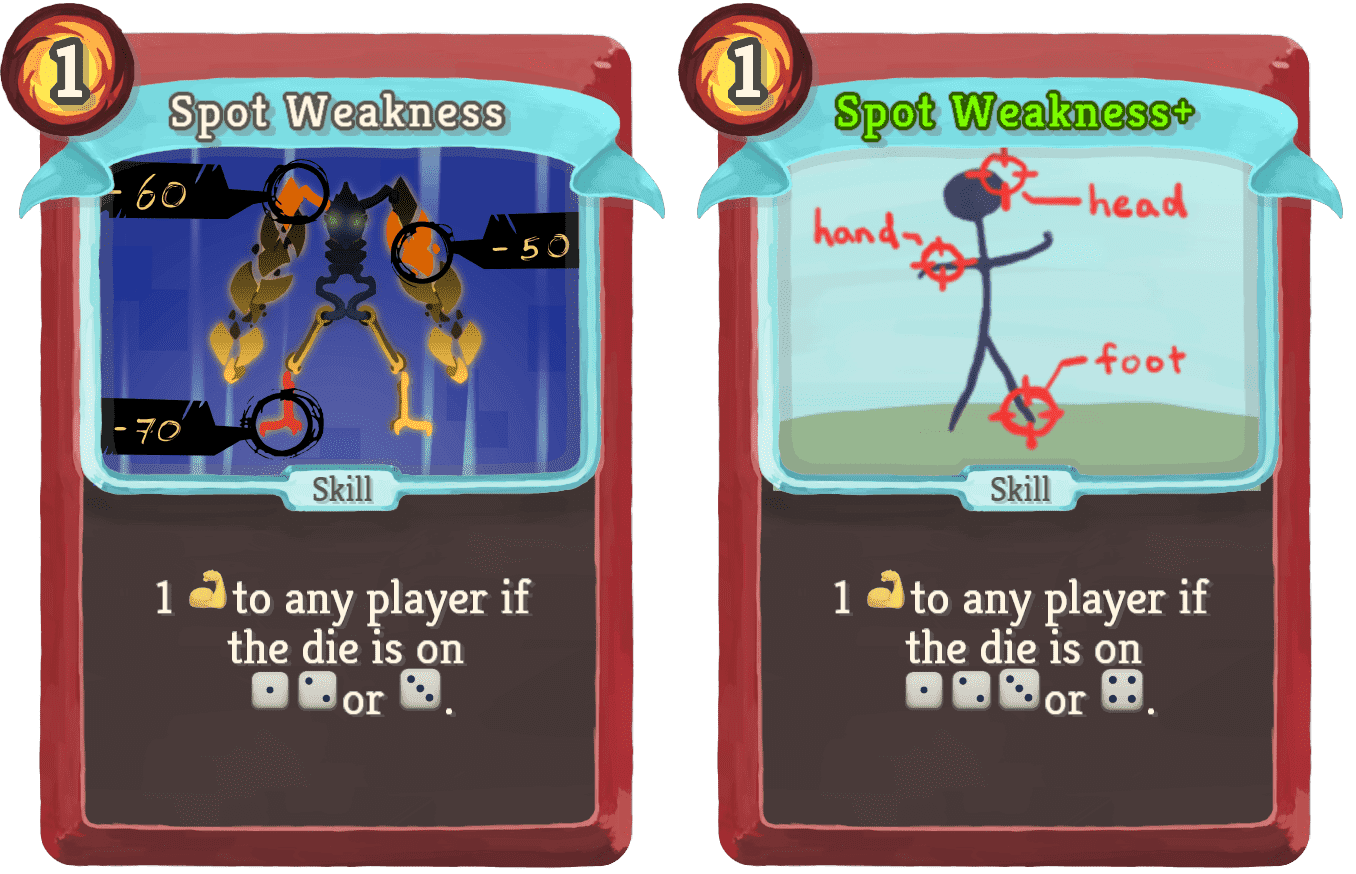 1
Spot Weakness
-60
-50
-70
Skill
1 to any player if
the die is on
or .
1
Spot Weakness+
head
hand
foot
Skill
1 to any player if
the die is on
or .